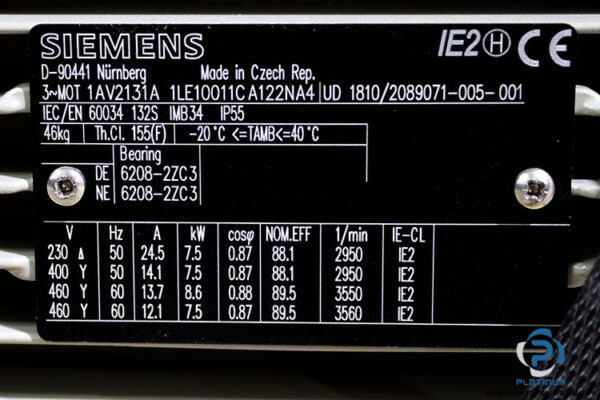 SIEMENS
IE2 H CE
D-90441 Nürnberg Made in Czech Rep.
3~MOT 1AV2131A 1LE10011CA122NA4 UD 1810/2089071-005-001
IEC/EN 60034 132S IMB34 IP55
46kg Th.Cl. 155(F) -20°C <=TAMB<=40°C
Bearing
DE 6208-2ZC3
NE 6208-2ZC3
V Hz A kW cosφ NOM.EFF 1/min IE-CL
230 Δ 50 24.5 7.5 0.87 88.1 2950 IE2
400 Y 50 14.1 7.5 0.87 88.1 2950 IE2
460 Y 60 13.7 8.6 0.88 89.5 3550 IE2
460 Y 60 12.1 7.5 0.87 89.5 3560 IE2
PLATINUM